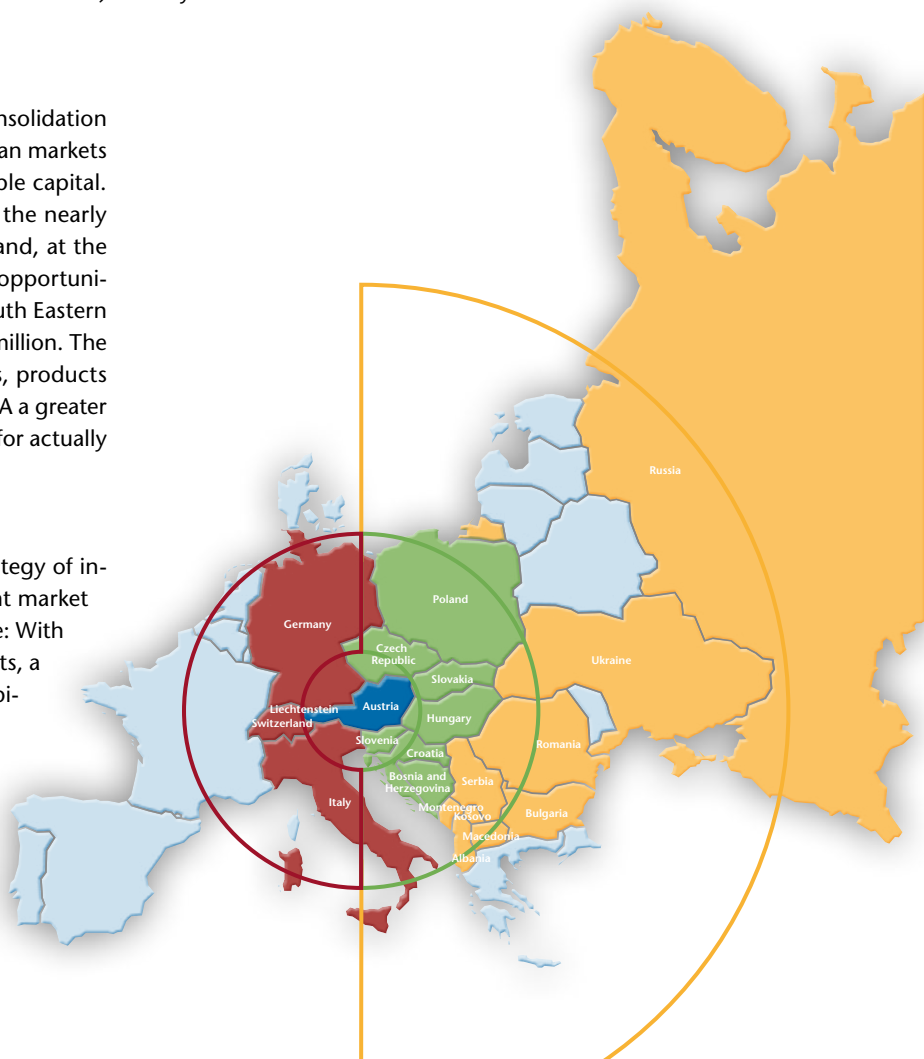 nsolidation
an markets
ble capital.
the nearly
and, at the
opportuni-
uth Eastern
million. The
s, products
A a greater
for actually
tegy of in-
nt market
e: With
ts, a
pi-
Russia
Poland
Germany
Czech
Republic
Ukraine
Slovakia
Liechtenstein
Austria
Switzerland
Hungary
Slovenia
Romania
Croatia
Bosnia and
Herzegovina
Serbia
Italy
Montenegro
Kosovo
Bulgaria
Macedonia
Albania